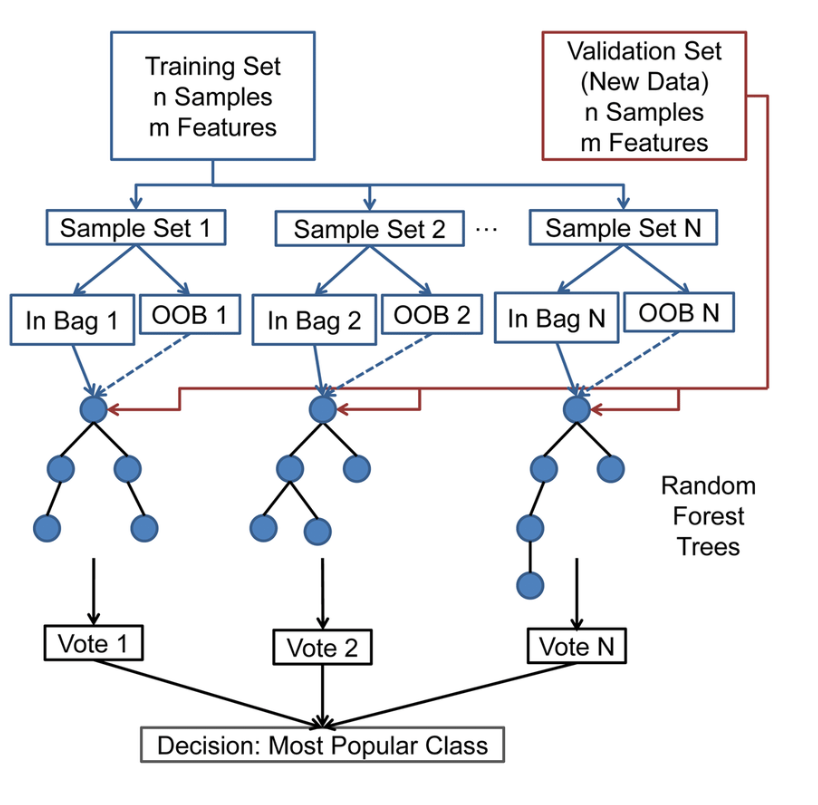 Training Set
n Samples
m Features
Validation Set
(New Data)
n Samples
m Features
Sample Set 1
Sample Set 2
...
Sample Set N
In Bag 1
OOB 1
In Bag 2
OOB 2
In Bag N
OOB N
Random
Forest
Trees
Vote 1
Vote 2
Vote N
Decision: Most Popular Class